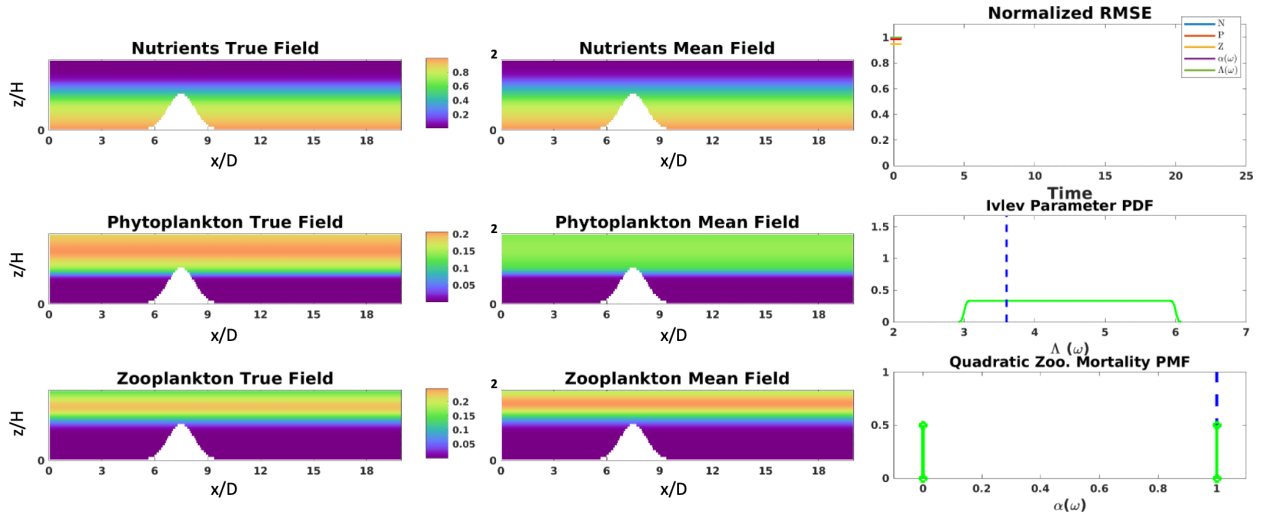 Nutrients True Field
z/H
0
0 3 6 9 12 15 18
x/D
0.8
0.6
0.4
0.2
Nutrients Mean Field
2
0
0 3 6 9 12 15 18
x/D
Normalized RMSE
1
0.8
0.6
0.4
0.2
0
0 5 10 15 20 25
Time
N
P
Z
α(ω)
Λ(ω)
Phytoplankton True Field
z/H
0
0 3 6 9 12 15 18
x/D
0.2
0.15
0.1
0.05
Phytoplankton Mean Field
2
0
0 3 6 9 12 15 18
x/D
Ivlev Parameter PDF
1.5
1
0.5
0
2 3 4 5 6 7
Λ (ω)
Zooplankton True Field
z/H
0
0 3 6 9 12 15 18
x/D
0.2
0.15
0.1
0.05
Zooplankton Mean Field
2
0
0 3 6 9 12 15 18
x/D
Quadratic Zoo. Mortality PMF
1
0.5
0
0 0.2 0.4 0.6 0.8 1
α(ω)